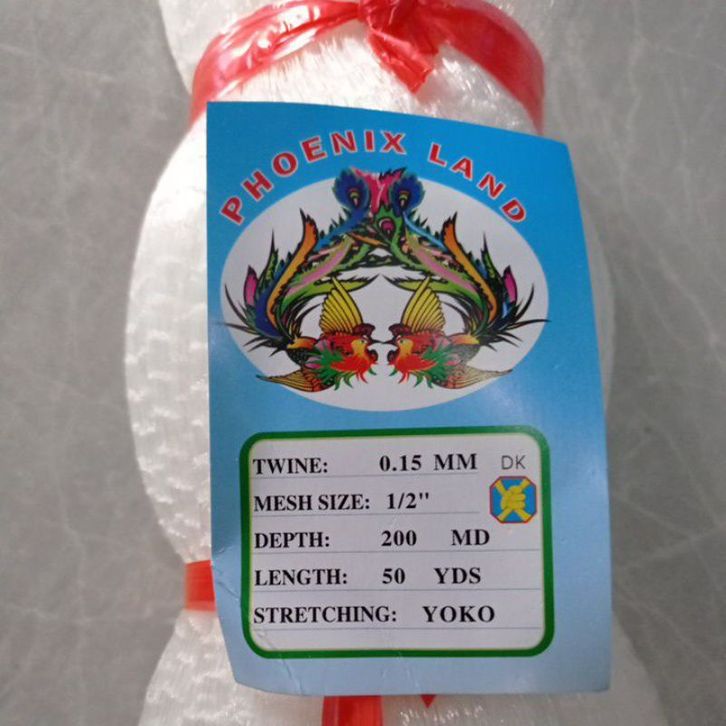 PHOENIX LAND
TWINE: 0.15 MM DK
MESH SIZE: 1/2"
DEPTH: 200 MD
LENGTH: 50 YDS
STRETCHING: YOKO